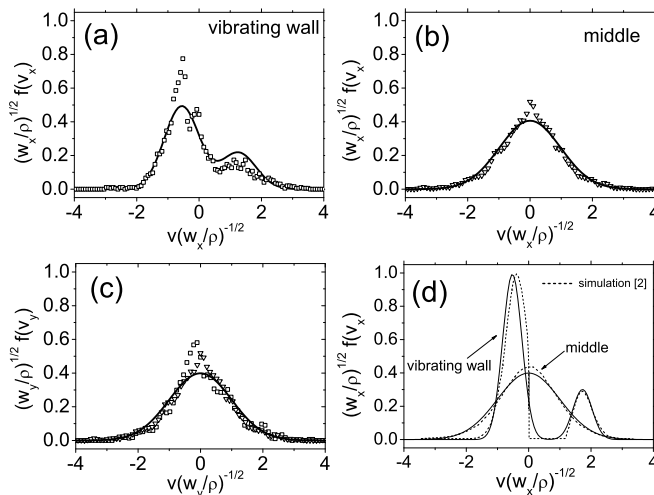 (a)
vibrating wall
(w_x/ρ)^{1/2} f(v_x)
1.0
0.8
0.6
0.4
0.2
0.0
-4 -2 0 2 4
v(w_x/ρ)^{-1/2}
(b)
middle
(w_x/ρ)^{1/2} f(v_x)
1.0
0.8
0.6
0.4
0.2
0.0
-4 -2 0 2 4
v(w_x/ρ)^{-1/2}
(c)
(w_y/ρ)^{1/2} f(v_y)
1.0
0.8
0.6
0.4
0.2
0.0
-4 -2 0 2 4
v(w_y/ρ)^{-1/2}
(d)
simulation [2]
vibrating wall
middle
(w_x/ρ)^{1/2} f(v_x)
1.0
0.8
0.6
0.4
0.2
0.0
-4 -2 0 2 4
v(w_x/ρ)^{-1/2}